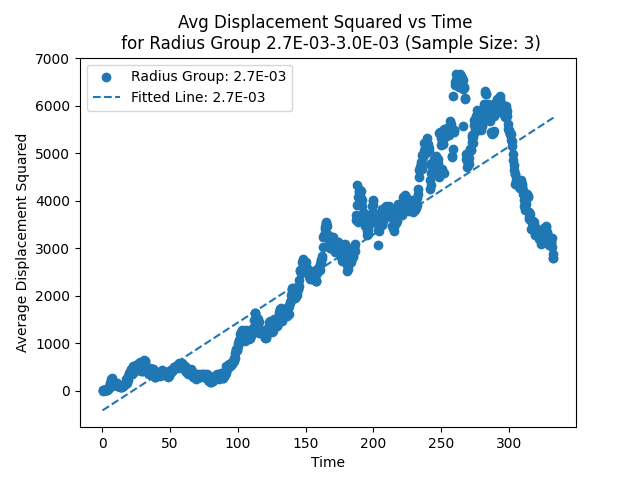 Avg Displacement Squared vs Time
for Radius Group 2.7E-03-3.0E-03 (Sample Size: 3)
Radius Group: 2.7E-03
Fitted Line: 2.7E-03
Average Displacement Squared
7000
6000
5000
4000
3000
2000
1000
0
0 50 100 150 200 250 300
Time